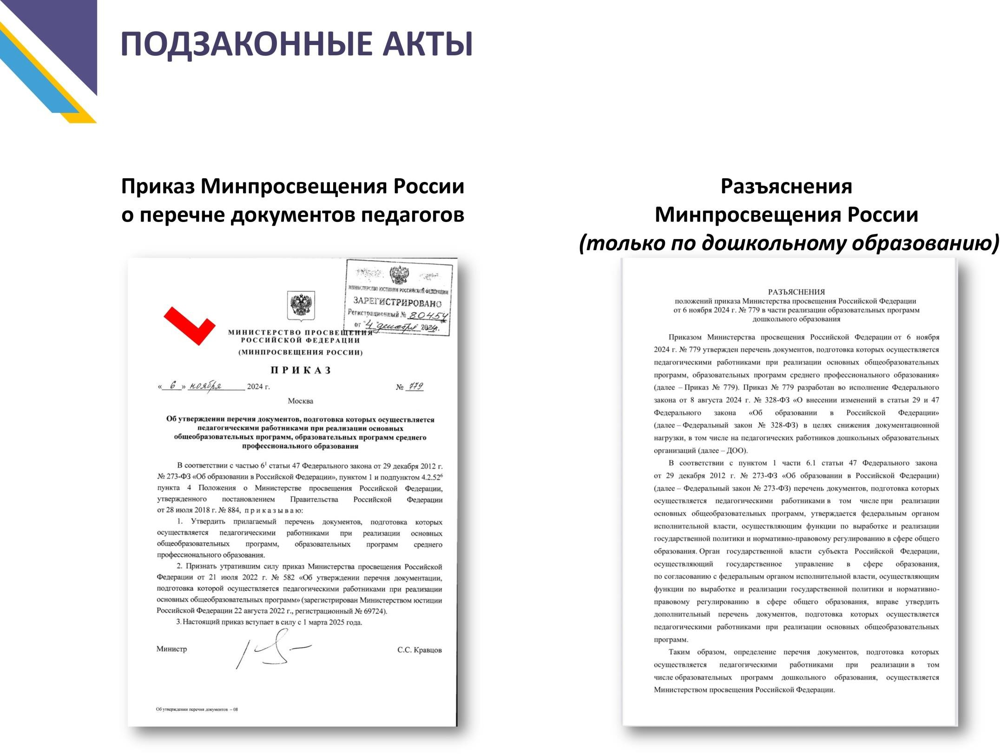 ПОДЗАКОННЫЕ АКТЫ
Приказ Минпросвещения России
о перечне документов педагогов
МИНИСТЕРСТВО ЮСТИЦИИ РОССИЙСКОЙ ФЕДЕРАЦИИ
ЗАРЕГИСТРИРОВАНО
Регистрационный № 80454
от "4" декабря 2024г.
МИНИСТЕРСТВО ПРОСВЕЩЕНИЯ
РОССИЙСКОЙ ФЕДЕРАЦИИ
(МИНПРОСВЕЩЕНИЯ РОССИИ)
ПРИКАЗ
«6» ноября 2024 г. № 779
Москва
Об утверждении перечня документов, подготовка которых осуществляется
педагогическими работниками при реализации основных
общеобразовательных программ, образовательных программ среднего
профессионального образования
В соответствии с частью 6¹ статьи 47 Федерального закона от 29 декабря 2012 г.
№ 273-ФЗ «Об образовании в Российской Федерации», пунктом 1 и подпунктом 4.2.52⁶
пункта 4 Положения о Министерстве просвещения Российской Федерации,
утвержденного постановлением Правительства Российской Федерации
от 28 июля 2018 г. № 884, п р и к а з ы в а ю:
1. Утвердить прилагаемый перечень документов, подготовка которых
осуществляется педагогическими работниками при реализации основных
общеобразовательных программ, образовательных программ среднего
профессионального образования.
2. Признать утратившим силу приказ Министерства просвещения Российской
Федерации от 21 июля 2022 г. № 582 «Об утверждении перечня документации,
подготовка которой осуществляется педагогическими работниками при реализации
основных общеобразовательных программ» (зарегистрирован Министерством юстиции
Российской Федерации 22 августа 2022 г., регистрационный № 69724).
3. Настоящий приказ вступает в силу с 1 марта 2025 года.
Министр С.С. Кравцов
Об утверждении перечня документов – 08
Разъяснения
Минпросвещения России
(только по дошкольному образованию)
РАЗЪЯСНЕНИЯ
положений приказа Министерства просвещения Российской Федерации
от 6 ноября 2024 г. № 779 в части реализации образовательных программ
дошкольного образования
Приказом Министерства просвещения Российской Федерации от 6 ноября
2024 г. № 779 утвержден перечень документов, подготовка которых осуществляется
педагогическими работниками при реализации основных общеобразовательных
программ, образовательных программ среднего профессионального образования»
(далее – Приказ № 779). Приказ № 779 разработан во исполнение Федерального
закона от 8 августа 2024 г. № 328-ФЗ «О внесении изменений в статьи 29 и 47
Федерального закона «Об образовании в Российской Федерации»
(далее – Федеральный закон № 328-ФЗ) в целях снижения документационной
нагрузки, в том числе на педагогических работников дошкольных образовательных
организаций (далее – ДОО).
В соответствии с пунктом 1 части 6.1 статьи 47 Федерального закона
от 29 декабря 2012 г. № 273-ФЗ «Об образовании в Российской Федерации)
(далее – Федеральный закон № 273-ФЗ) перечень документов, подготовка которых
осуществляется педагогическими работниками в том числе при реализации
основных общеобразовательных программ, утверждается федеральным органом
исполнительной власти, осуществляющим функции по выработке и реализации
государственной политики и нормативно-правовому регулированию в сфере общего
образования. Орган государственной власти субъекта Российской Федерации,
осуществляющий государственное управление в сфере образования,
по согласованию с федеральным органом исполнительной власти, осуществляющим
функции по выработке и реализации государственной политики и нормативно-
правовому регулированию в сфере общего образования, вправе утвердить
дополнительный перечень документов, подготовка которых осуществляется
педагогическими работниками при реализации основных общеобразовательных
программ.
Таким образом, определение перечня документов, подготовка которых
осуществляется педагогическими работниками при реализации в том
числе образовательных программ дошкольного образования, осуществляется
Министерством просвещения Российской Федерации.